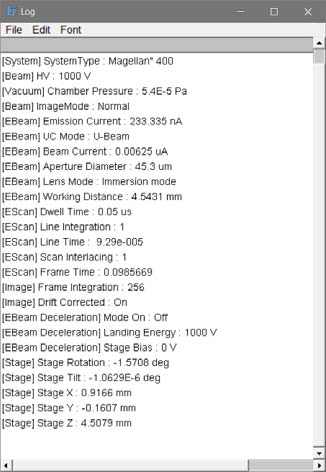 Log
File Edit Font
[System] SystemType : Magellan" 400
[Beam] HV : 1000 V
[Vacuum] Chamber Pressure : 5.4E-5 Pa
[Beam] ImageMode : Normal
[EBeam] Emission Current : 233.335 nA
[EBeam] UC Mode : U-Beam
[EBeam] Beam Current : 0.00625 uA
[EBeam] Aperture Diameter : 45.3 um
[EBeam] Lens Mode : Immersion mode
[EBeam] Working Distance : 4.5431 mm
[EScan] Dwell Time : 0.05 us
[EScan] Line Integration : 1
[EScan] Line Time :  9.29e-005
[EScan] Scan Interlacing : 1
[EScan] Frame Time : 0.0985669
[Image] Frame Integration : 256
[Image] Drift Corrected : On
[EBeam Deceleration] Mode On : Off
[EBeam Deceleration] Landing Energy : 1000 V
[EBeam Deceleration] Stage Bias : 0 V
[Stage] Stage Rotation : -1.5708 deg
[Stage] Stage Tilt : -1.0629E-6 deg
[Stage] Stage X : 0.9166 mm
[Stage] Stage Y : -0.1607 mm
[Stage] Stage Z : 4.5079 mm